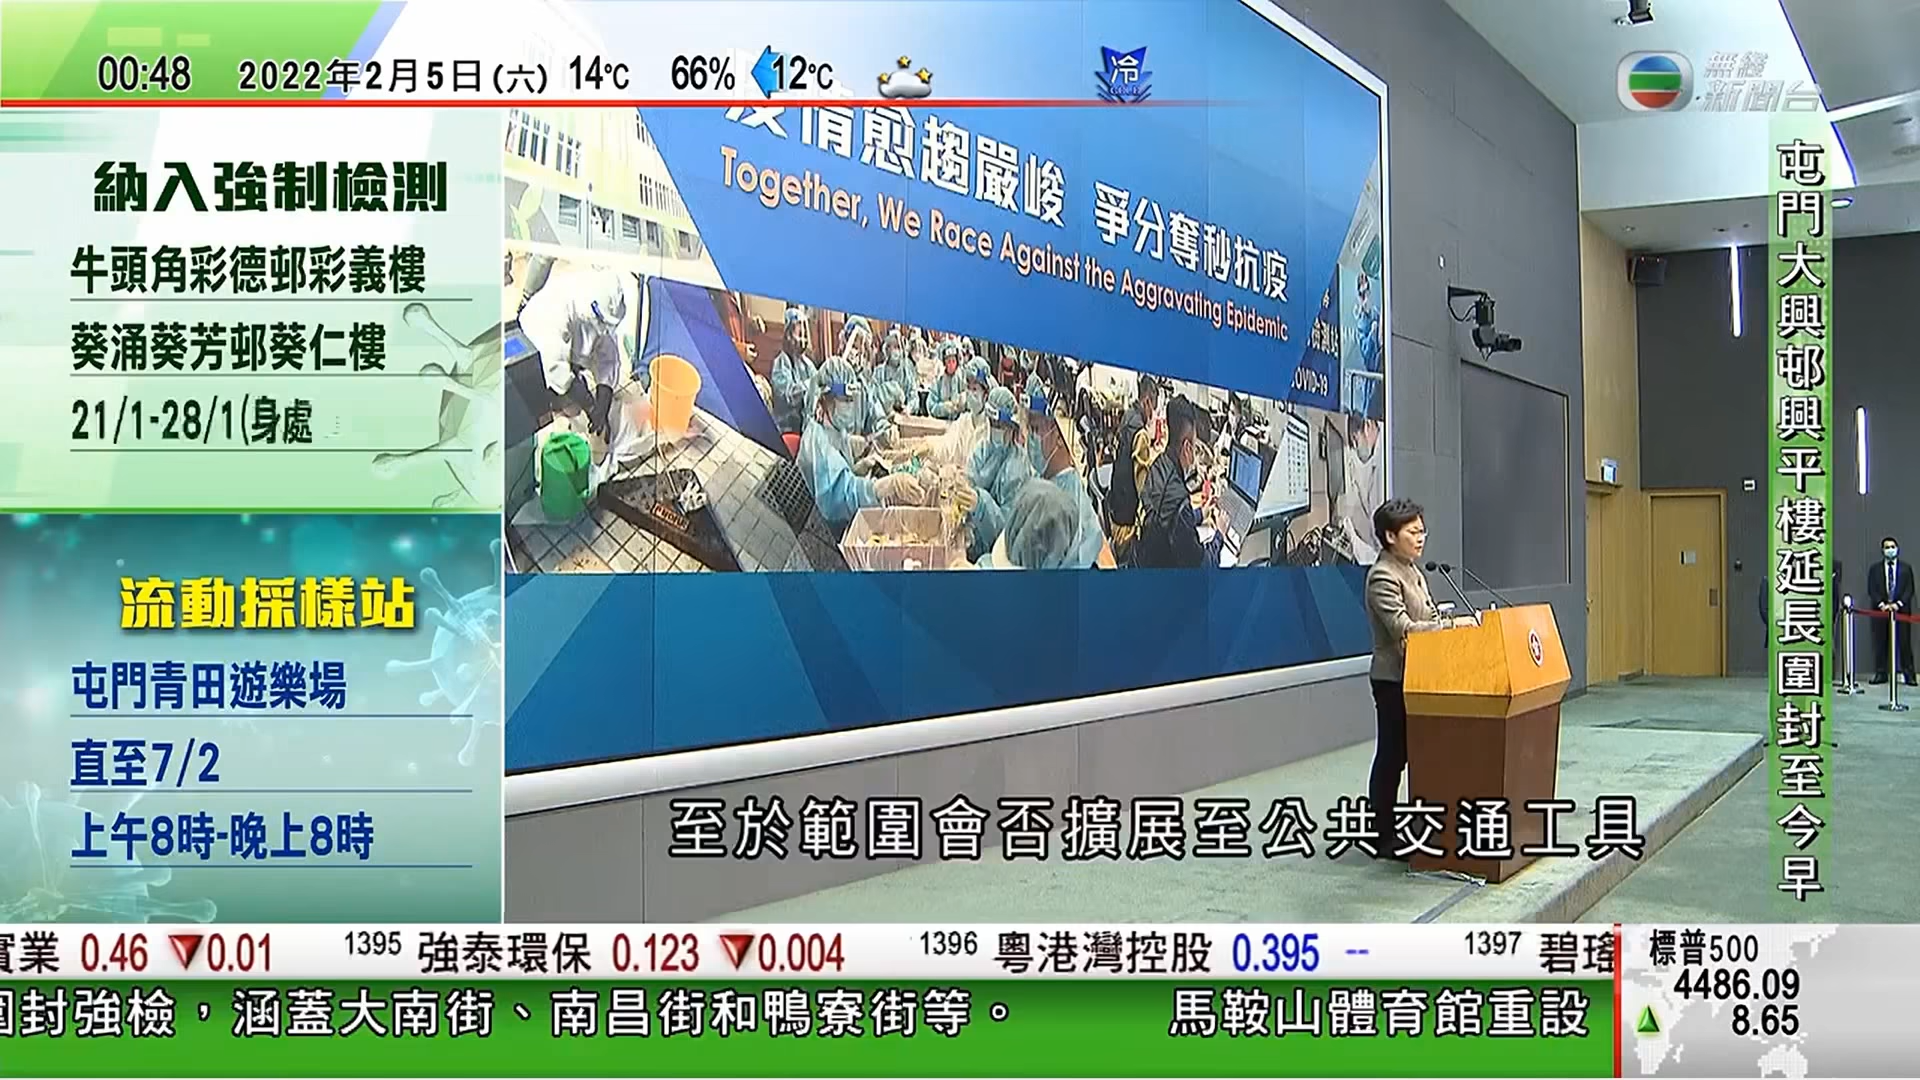 00:48 2022年2月5日(六) 14℃ 66% 12℃
冷
COLD
無綫
新聞台
納入強制檢測
牛頭角彩德邨彩義樓
葵涌葵芳邨葵仁樓
21/1-28/1(身處
流動採樣站
屯門青田遊樂場
直至7/2
上午8時-晚上8時
疫情愈趨嚴峻 爭分奪秒抗疫
Together, We Race Against the Aggravating Epidemic
屯門大興邨興平樓延長圍封至今早
至於範圍會否擴展至公共交通工具
實業 0.46 ▼0.01 1395 強泰環保 0.123 ▼0.004 1396 粵港灣控股 0.395 -- 1397 碧瑤
標普500
4486.09
▲ 8.65
圍封強檢，涵蓋大南街、南昌街和鴨寮街等。 馬鞍山體育館重設